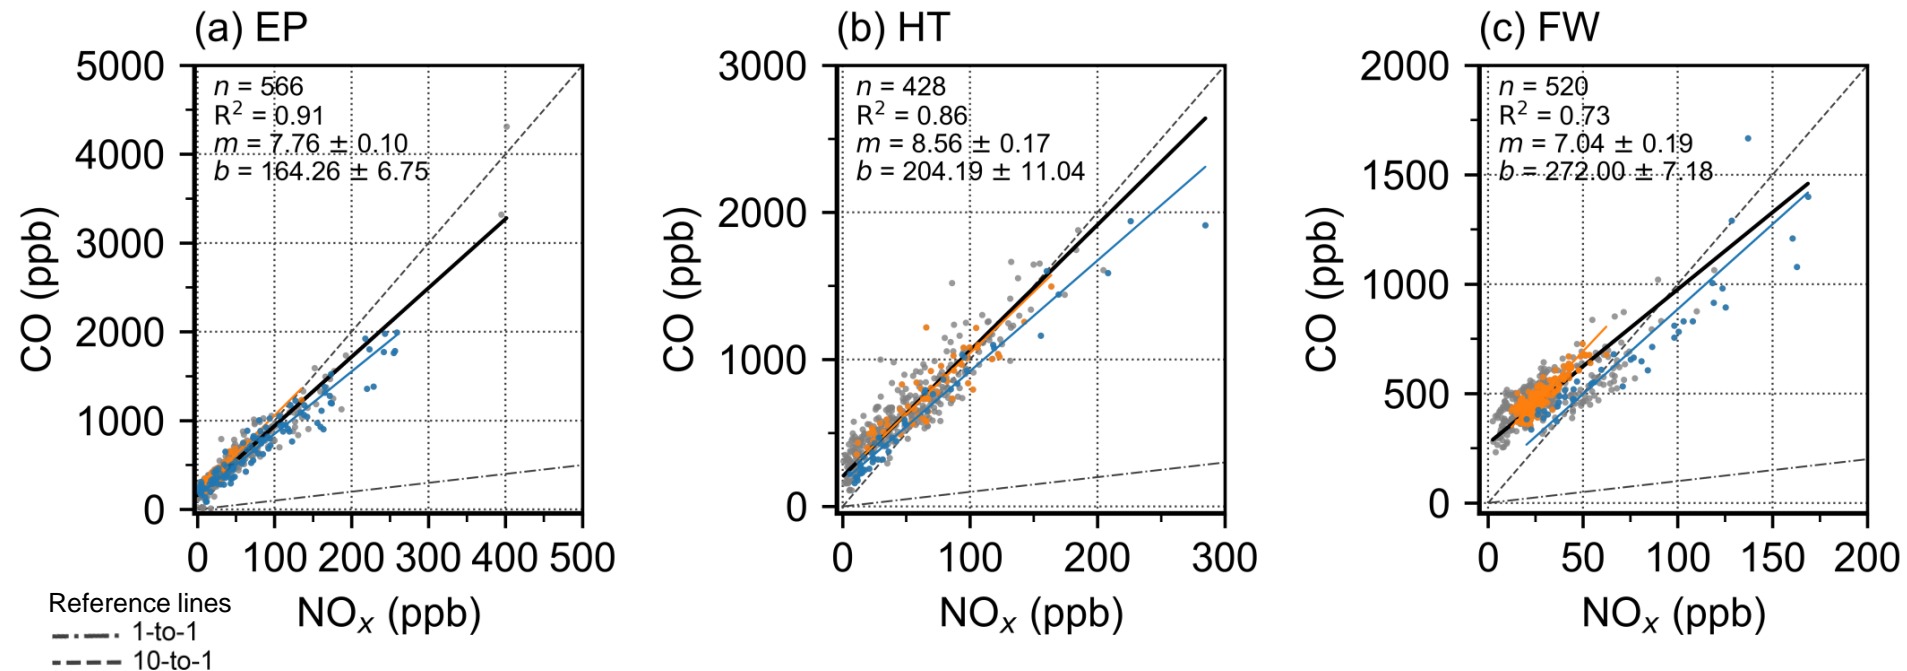 (a) EP
5000
4000
3000
2000
1000
0
n = 566
R² = 0.91
m = 7.76 ± 0.10
b = 164.26 ± 6.75
CO (ppb)
0 100 200 300 400 500
NOx (ppb)
(b) HT
3000
2000
1000
0
n = 428
R² = 0.86
m = 8.56 ± 0.17
b = 204.19 ± 11.04
CO (ppb)
0 100 200 300
NOx (ppb)
(c) FW
2000
1500
1000
500
0
n = 520
R² = 0.73
m = 7.04 ± 0.19
b = 272.00 ± 7.18
CO (ppb)
0 50 100 150 200
NOx (ppb)
Reference lines
1-to-1
10-to-1